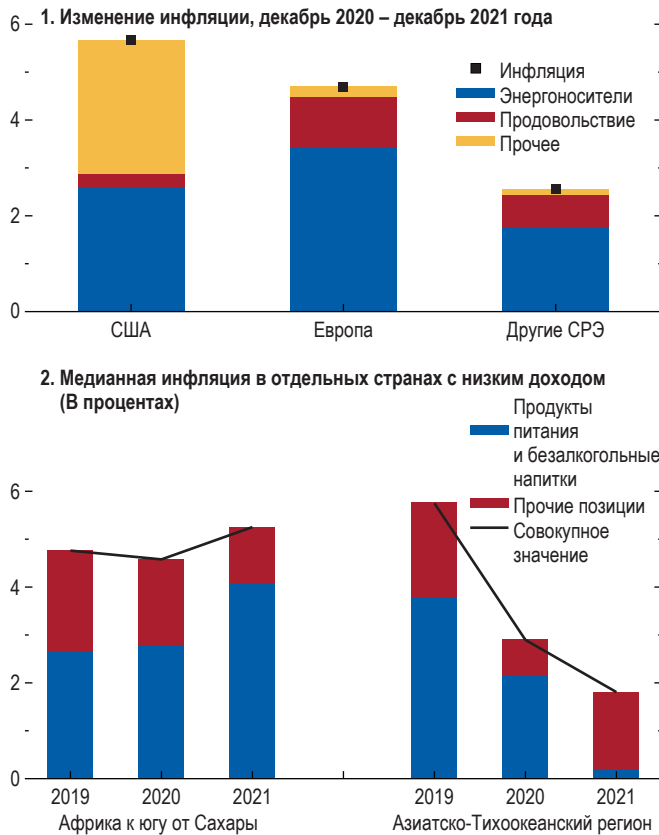 1. Изменение инфляции, декабрь 2020 – декабрь 2021 года
6
4
2
0
Инфляция
Энергоносители
Продовольствие
Прочее
США
Европа
Другие СРЭ
2. Медианная инфляция в отдельных странах с низким доходом
(В процентах)
Продукты
питания
и безалкогольные
напитки
Прочие позиции
Совокупное
значение
6
4
2
0
2019 2020 2021 2019 2020 2021
Африка к югу от Сахары Азиатско-Тихоокеанский регион